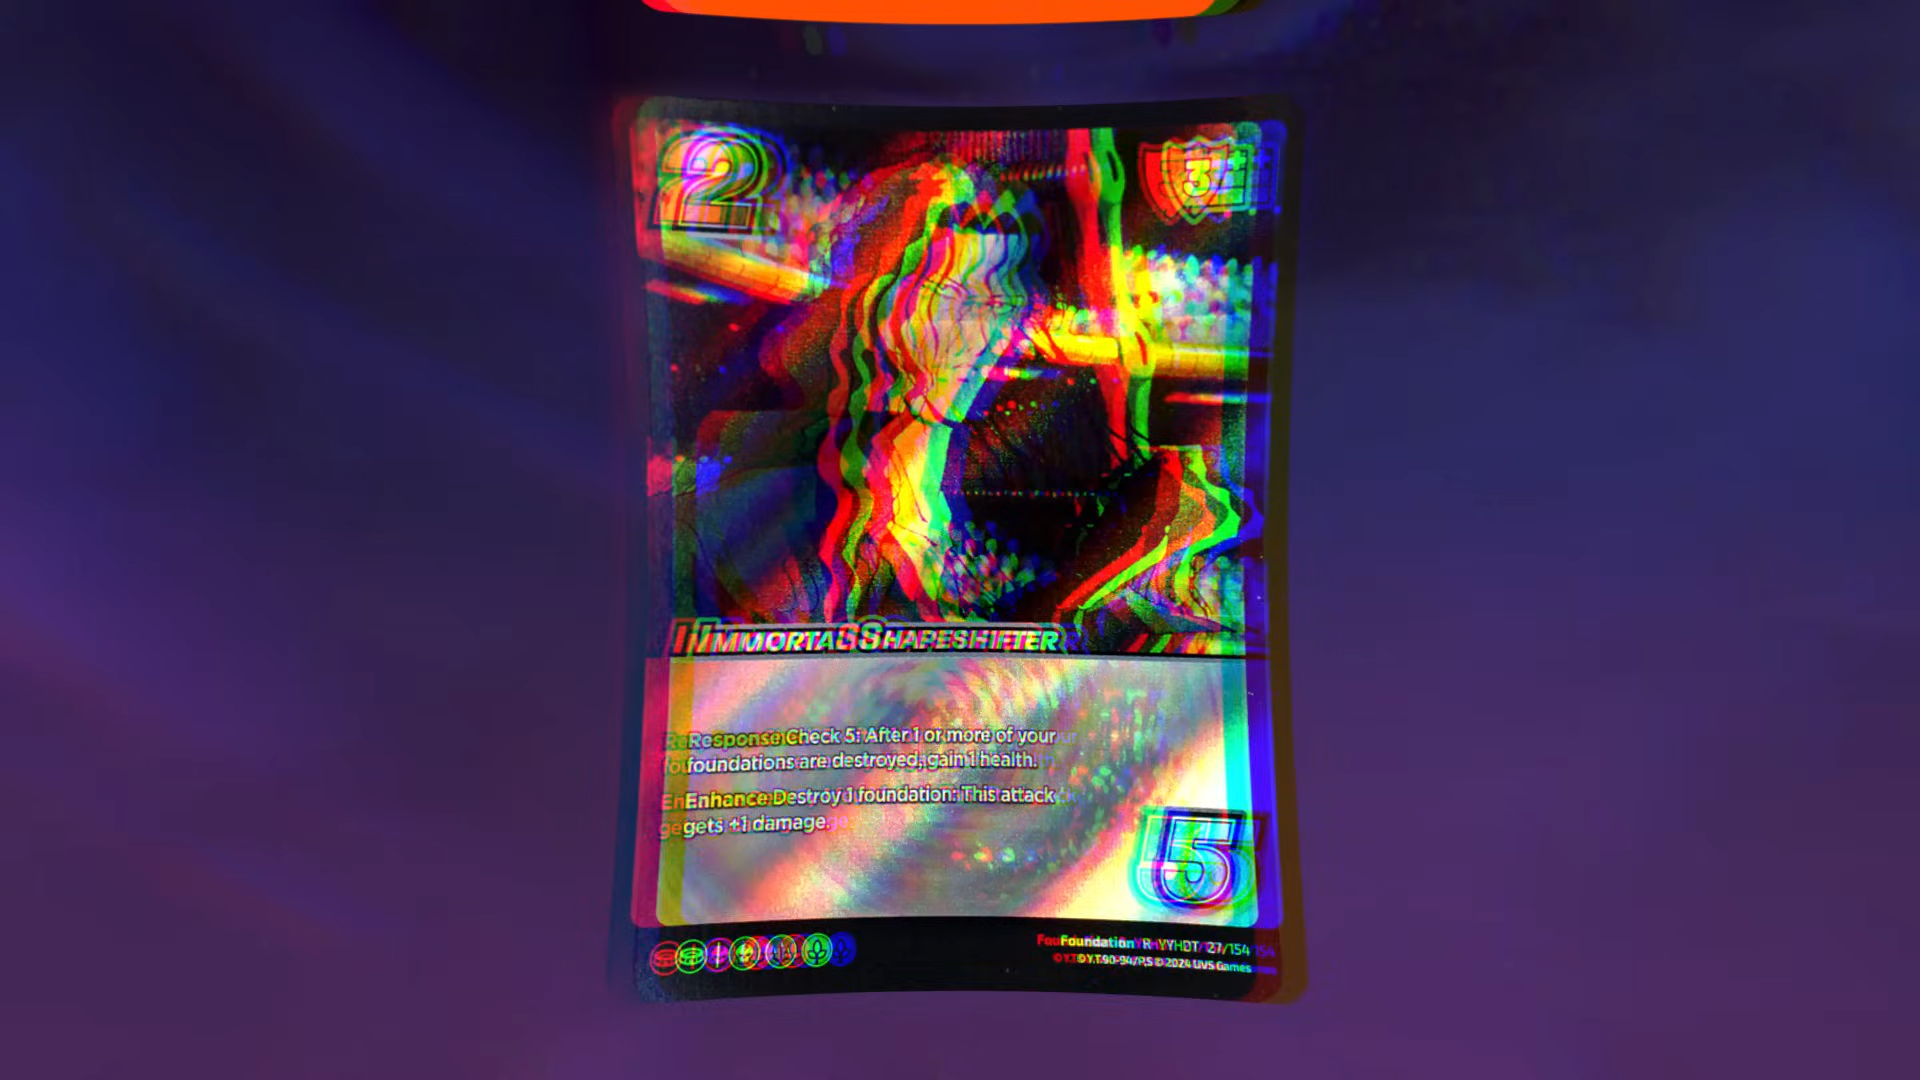 2
3
IMMORTAL SHAPESHIFTER
Response Check 5: After 1 or more of your
foundations are destroyed, gain 1 health.
Enhance Destroy 1 foundation: This attack
gets +1 damage.
5
Foundation R YYHDT 27/154
©Y.T.90-94/P,S © 2024 UVS Games